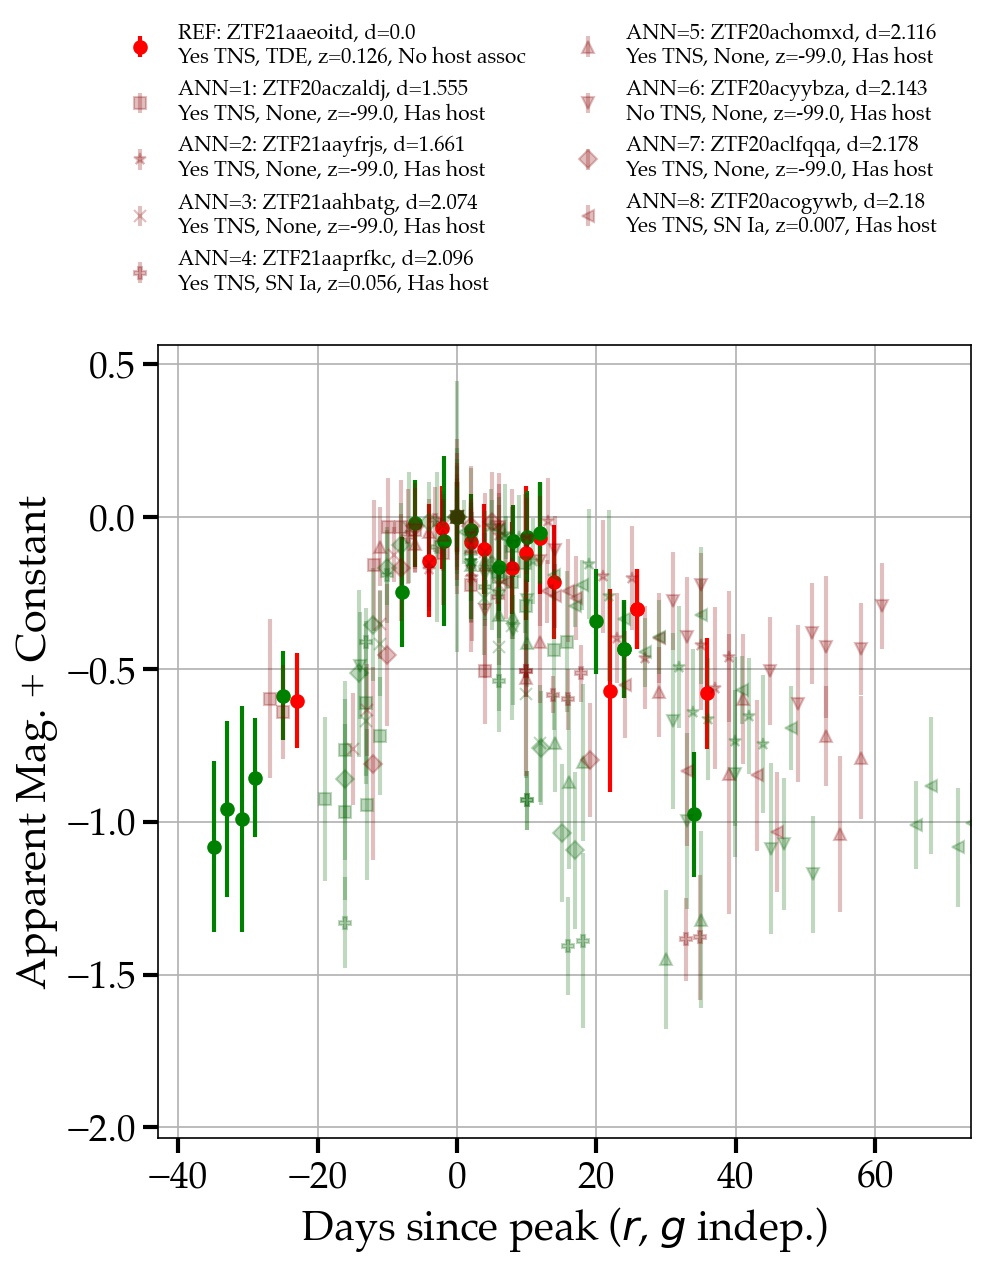 REF: ZTF21aaeoitd, d=0.0
Yes TNS, TDE, z=0.126, No host assoc
ANN=1: ZTF20aczaldj, d=1.555
Yes TNS, None, z=-99.0, Has host
ANN=2: ZTF21aayfrjs, d=1.661
Yes TNS, None, z=-99.0, Has host
ANN=3: ZTF21aahbatg, d=2.074
Yes TNS, None, z=-99.0, Has host
ANN=4: ZTF21aaprfkc, d=2.096
Yes TNS, SN Ia, z=0.056, Has host
ANN=5: ZTF20achomxd, d=2.116
Yes TNS, None, z=-99.0, Has host
ANN=6: ZTF20acyybza, d=2.143
No TNS, None, z=-99.0, Has host
ANN=7: ZTF20aclfqqa, d=2.178
Yes TNS, None, z=-99.0, Has host
ANN=8: ZTF20acogywb, d=2.18
Yes TNS, SN Ia, z=0.007, Has host
Apparent Mag. + Constant
0.5
0.0
−0.5
−1.0
−1.5
−2.0
−40 −20 0 20 40 60
Days since peak (r, g indep.)